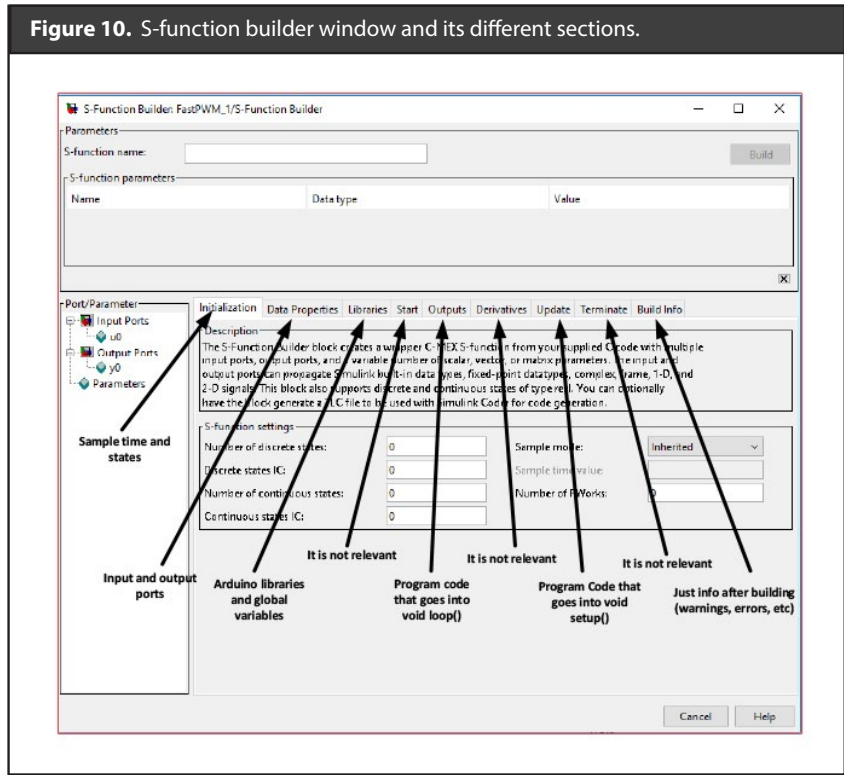 Figure 10. S-function builder window and its different sections.
S-Function Builder: FastPWM_1/S-Function Builder
Parameters
S-function name:
Build
S-function parameters
Name Data type Value
Port/Parameter
Input Ports
u0
Output Ports
y0
Parameters
Initialization Data Properties Libraries Start Outputs Derivatives Update Terminate Build Info
Description
The S-Function Builder block creates a wrapper C-MEX S-function from your supplied C code with multiple
input ports, output ports, and a variable number of scalar, vector, or matrix parameters. The input and
output ports can propagate Simulink built-in data types, fixed-point datatypes, complex, frame, 1-D, and
2-D signals. This block also supports discrete and continuous states of type real. You can optionally
have the block generate a TLC file to be used with Simulink Coder for code generation.
S-function settings
Number of discrete states: 0 Sample mode: Inherited
Discrete states IC: 0 Sample time value:
Number of continuous states: 0 Number of PWorks: 0
Continuous states IC: 0
Sample time and
states
Input and output
ports
Arduino libraries
and global
variables
It is not relevant
Program code
that goes into
void loop()
It is not relevant
Program Code that
goes into void
setup()
It is not relevant
Just info after building
(warnings, errors, etc)
Cancel Help